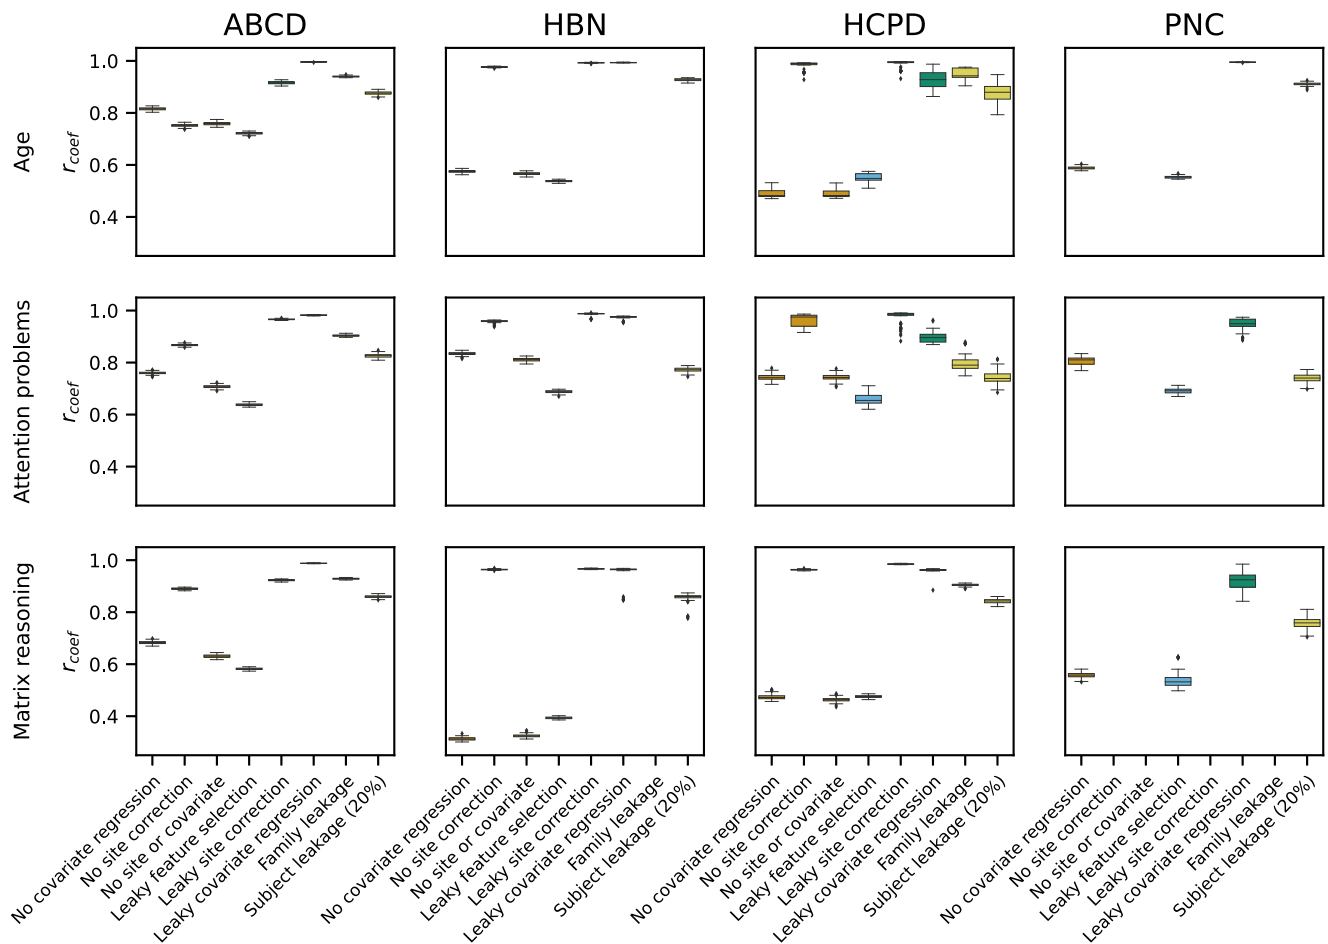 ABCD HBN HCPD PNC
Age
r_coef
1.0
0.8
0.6
0.4
Attention problems
r_coef
1.0
0.8
0.6
0.4
Matrix reasoning
r_coef
1.0
0.8
0.6
0.4
No covariate regression
No site correction
No site or covariate
Leaky feature selection
Leaky site correction
Leaky covariate regression
Family leakage
Subject leakage (20%)
No covariate regression
No site correction
No site or covariate
Leaky feature selection
Leaky site correction
Leaky covariate regression
Family leakage
Subject leakage (20%)
No covariate regression
No site correction
No site or covariate
Leaky feature selection
Leaky site correction
Leaky covariate regression
Family leakage
Subject leakage (20%)
No covariate regression
No site correction
No site or covariate
Leaky feature selection
Leaky site correction
Leaky covariate regression
Family leakage
Subject leakage (20%)